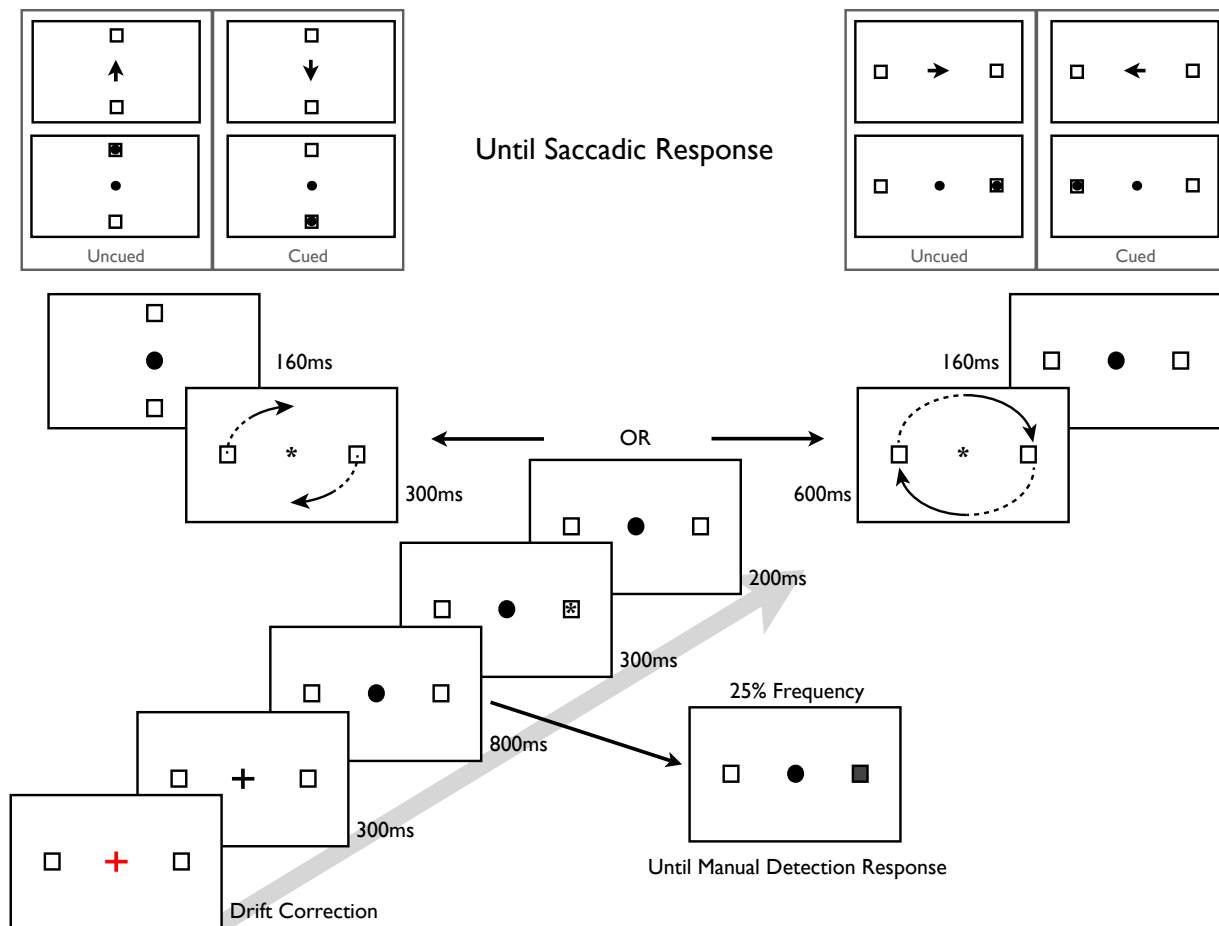 Until Saccadic Response
Uncued
Cued
Uncued
Cued
160ms
160ms
*
OR
*
300ms
600ms
200ms
*
300ms
25% Frequency
800ms
300ms
Until Manual Detection Response
Drift Correction